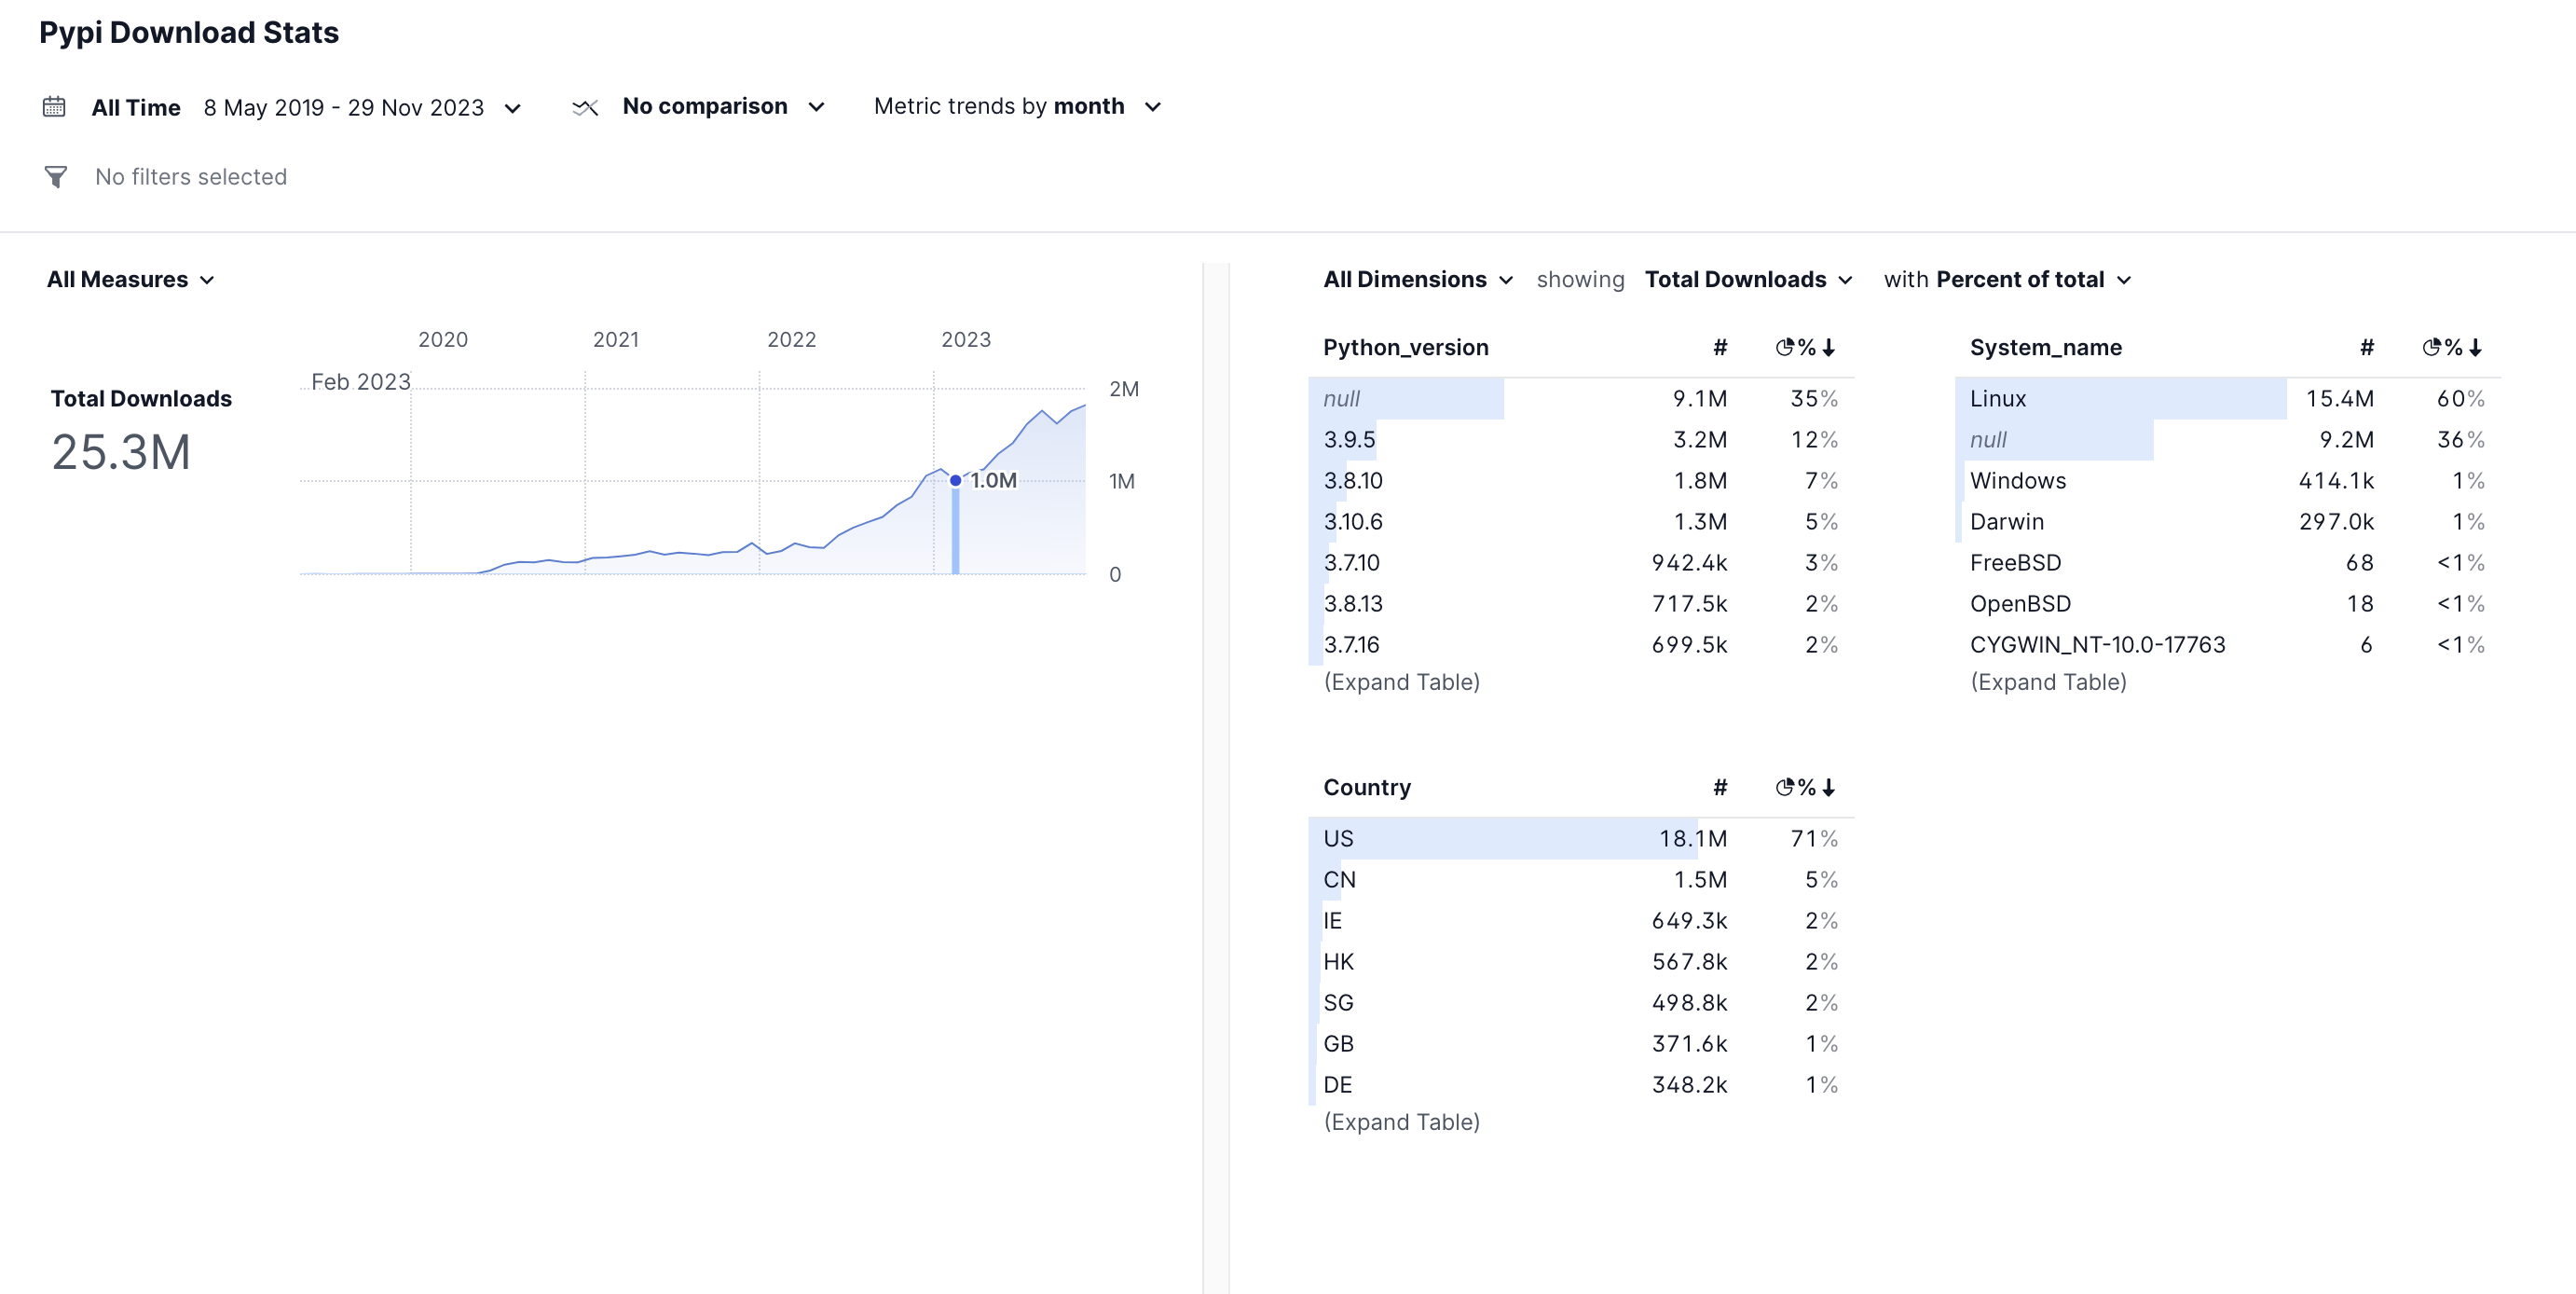 Pypi Download Stats
All Time 8 May 2019 - 29 Nov 2023 No comparison Metric trends by month
No filters selected
All Measures
2020 2021 2022 2023
Feb 2023
2M
Total Downloads
25.3M
1.0M
1M
0
All Dimensions showing Total Downloads with Percent of total
Python_version # %
null 9.1M 35%
3.9.5 3.2M 12%
3.8.10 1.8M 7%
3.10.6 1.3M 5%
3.7.10 942.4k 3%
3.8.13 717.5k 2%
3.7.16 699.5k 2%
(Expand Table)
System_name # %
Linux 15.4M 60%
null 9.2M 36%
Windows 414.1k 1%
Darwin 297.0k 1%
FreeBSD 68 <1%
OpenBSD 18 <1%
CYGWIN_NT-10.0-17763 6 <1%
(Expand Table)
Country # %
US 18.1M 71%
CN 1.5M 5%
IE 649.3k 2%
HK 567.8k 2%
SG 498.8k 2%
GB 371.6k 1%
DE 348.2k 1%
(Expand Table)